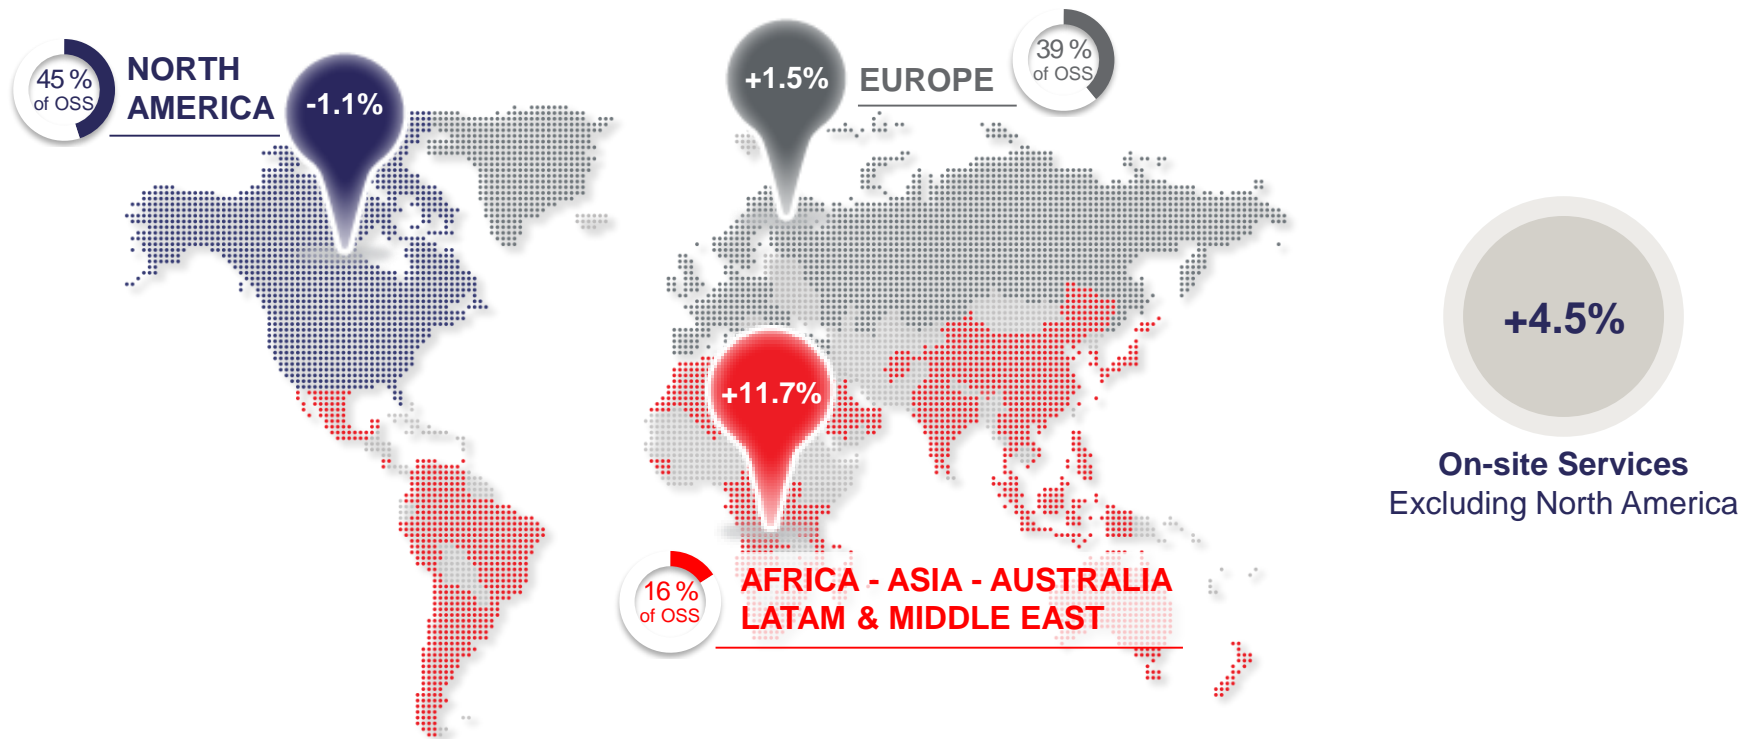 45 %
of OSS
NORTH
AMERICA
-1.1%
+1.5%
EUROPE
39 %
of OSS
+11.7%
16 %
of OSS
AFRICA - ASIA - AUSTRALIA
LATAM & MIDDLE EAST
+4.5%
On-site Services
Excluding North America